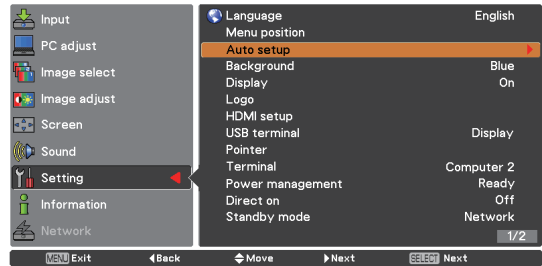 Input
PC adjust
Image select
Image adjust
Screen
Sound
Setting
Information
Network
Language English
Menu position
Auto setup
Background Blue
Display On
Logo
HDMI setup
USB terminal Display
Pointer
Terminal Computer 2
Power management Ready
Direct on Off
Standby mode Network
1/2
MENU Exit Back Move Next SELECT Next